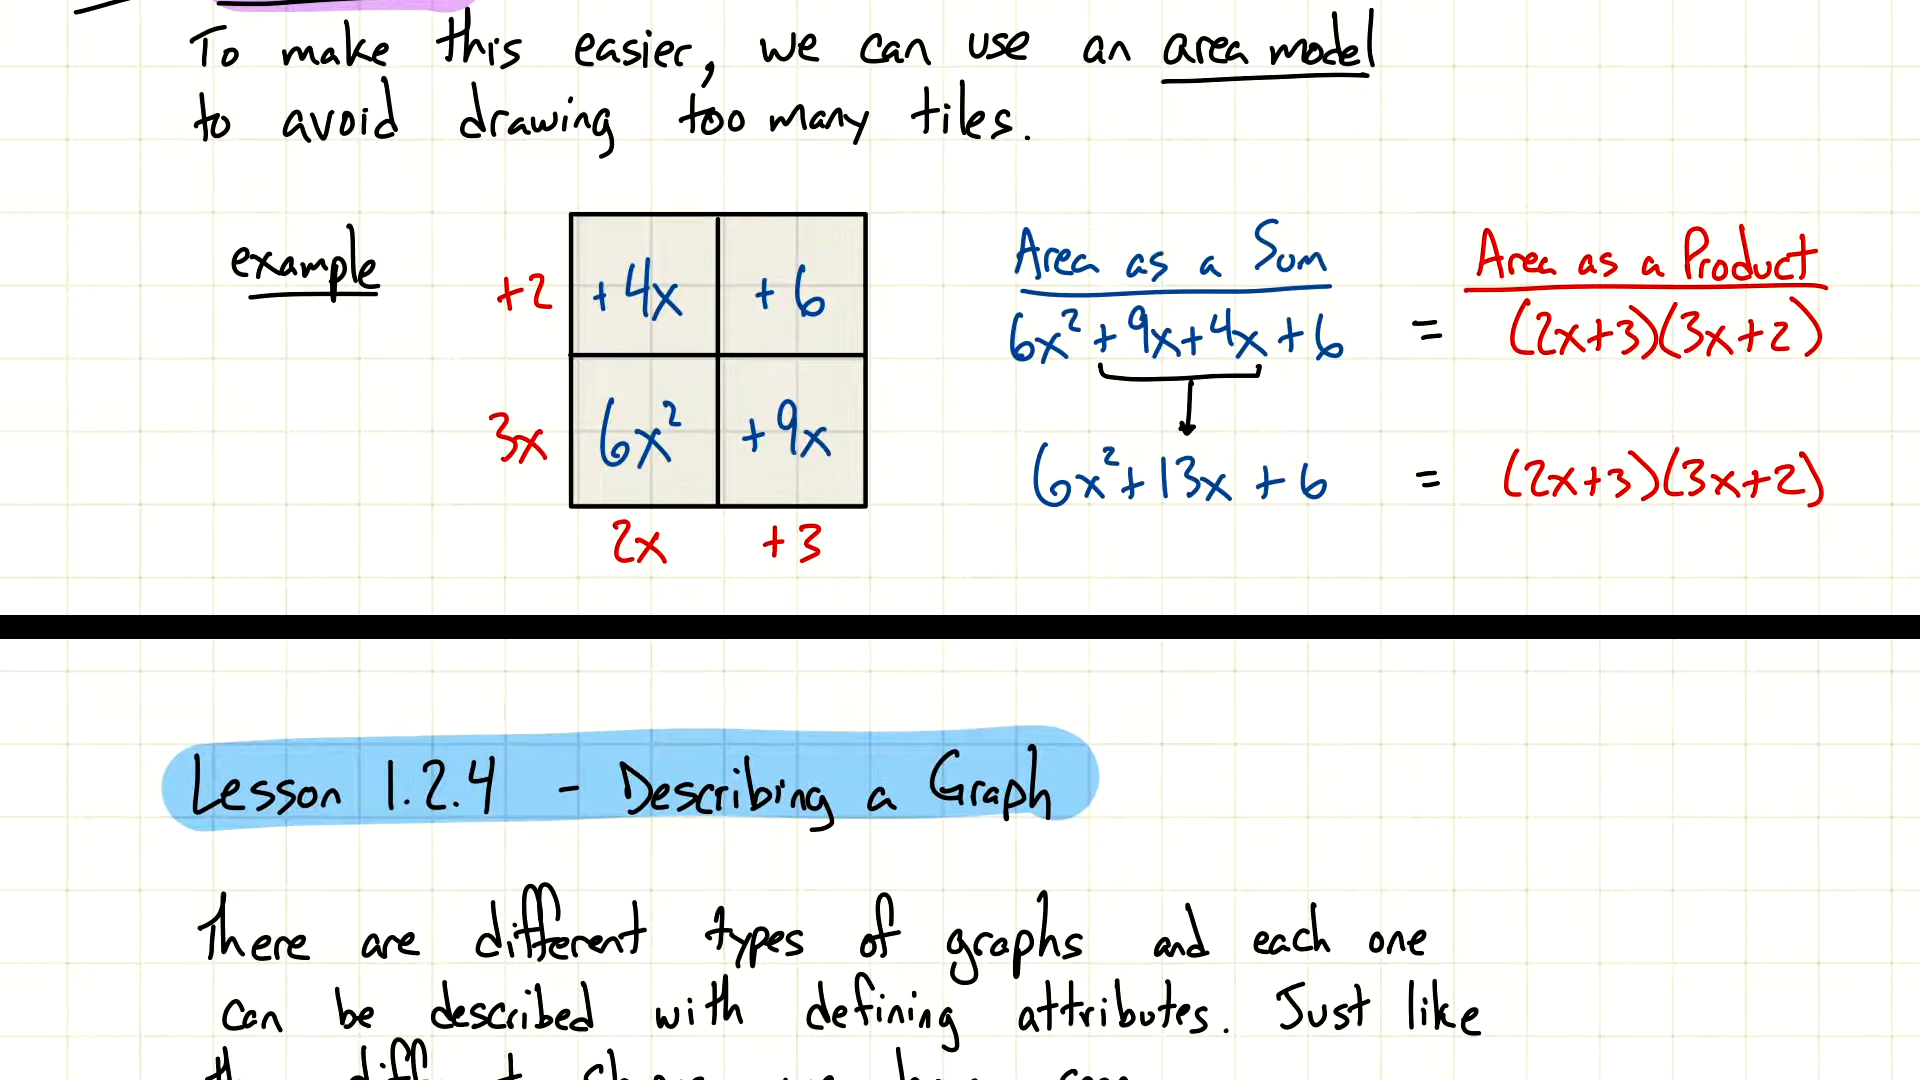 To make this easier, we can use an area model
to avoid drawing too many tiles.
example
+2 +4x +6
3x 6x² +9x
2x +3
Area as a Sum
6x² + 9x + 4x + 6 = (2x+3)(3x+2)
Area as a Product
6x² + 13x + 6 = (2x+3)(3x+2)
Lesson 1.2.4 - Describing a Graph
There are different types of graphs and each one
can be described with defining attributes. Just like